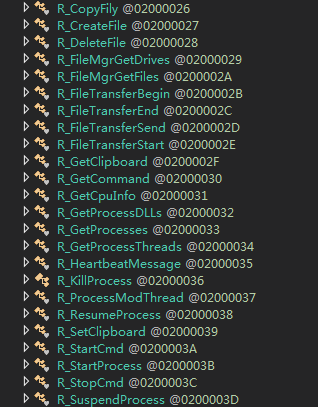 R_CopyFily @02000026
R_CreateFile @02000027
R_DeleteFile @02000028
R_FileMgrGetDrives @02000029
R_FileMgrGetFiles @0200002A
R_FileTransferBegin @0200002B
R_FileTransferEnd @0200002C
R_FileTransferSend @0200002D
R_FileTransferStart @0200002E
R_GetClipboard @0200002F
R_GetCommand @02000030
R_GetCpuInfo @02000031
R_GetProcessDLLs @02000032
R_GetProcesses @02000033
R_GetProcessThreads @02000034
R_HeartbeatMessage @02000035
R_KillProcess @02000036
R_ProcessModThread @02000037
R_ResumeProcess @02000038
R_SetClipboard @02000039
R_StartCmd @0200003A
R_StartProcess @0200003B
R_StopCmd @0200003C
R_SuspendProcess @0200003D